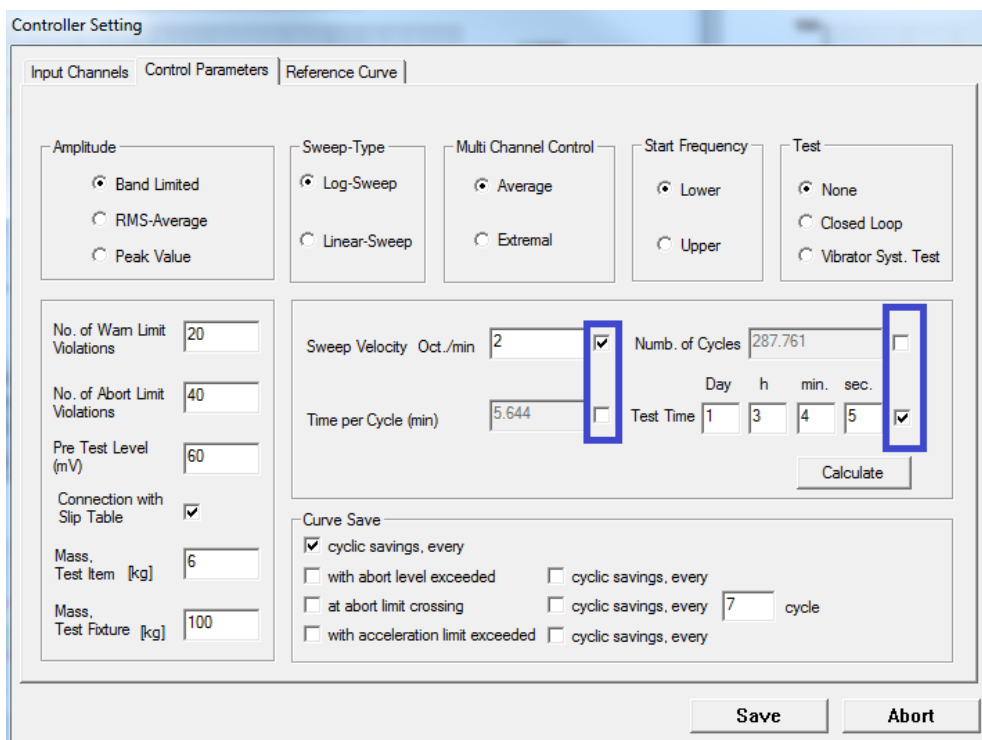 Controller Setting
Input Channels Control Parameters Reference Curve
Amplitude
Band Limited
RMS-Average
Peak Value
Sweep-Type
Log-Sweep
Linear-Sweep
Multi Channel Control
Average
Extremal
Start Frequency
Lower
Upper
Test
None
Closed Loop
Vibrator Syst. Test
No. of Warn Limit
Violations
20
No. of Abort Limit
Violations
40
Pre Test Level
(mV)
60
Connection with
Slip Table
Mass,
Test Item [kg]
6
Mass,
Test Fixture [kg]
100
Sweep Velocity Oct./min 2
Time per Cycle (min) 5.644
Numb. of Cycles 287.761
Day h min. sec.
Test Time 1 3 4 5
Calculate
Curve Save
cyclic savings, every
with abort level exceeded cyclic savings, every
at abort limit crossing cyclic savings, every 7 cycle
with acceleration limit exceeded cyclic savings, every
Save Abort